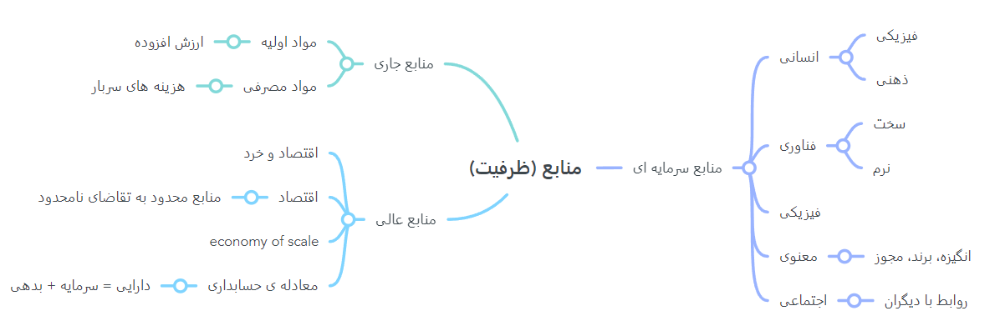 منابع (ظرفیت)
منابع سرمایه ای
انسانی
فیزیکی
ذهنی
فناوری
سخت
نرم
فیزیکی
معنوی
انگیزه، برند، مجوز
اجتماعی
روابط با دیگران
منابع جاری
مواد اولیه
ارزش افزوده
مواد مصرفی
هزینه های سربار
منابع عالی
اقتصاد و خرد
اقتصاد
منابع محدود به تقاضای نامحدود
economy of scale
معادله ی حسابداری
دارایی = سرمایه + بدهی